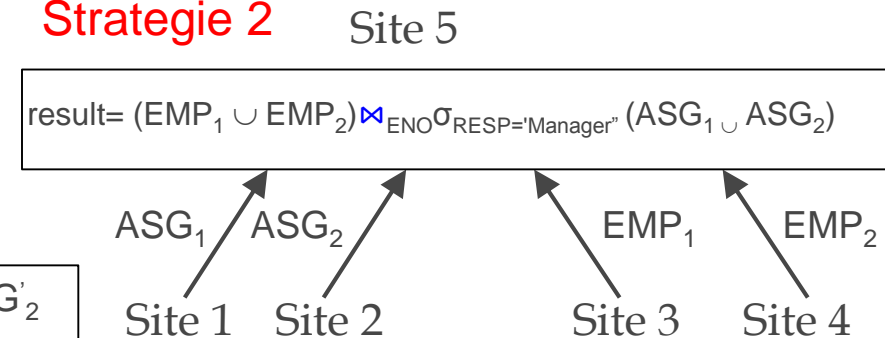 Strategie 2
Site 5
result= (EMP₁ ∪ EMP₂)⋈ENOσRESP='Manager” (ASG₁ ∪ ASG₂)
ASG₁ ASG₂ EMP₁ EMP₂
G’₂
Site 1 Site 2 Site 3 Site 4